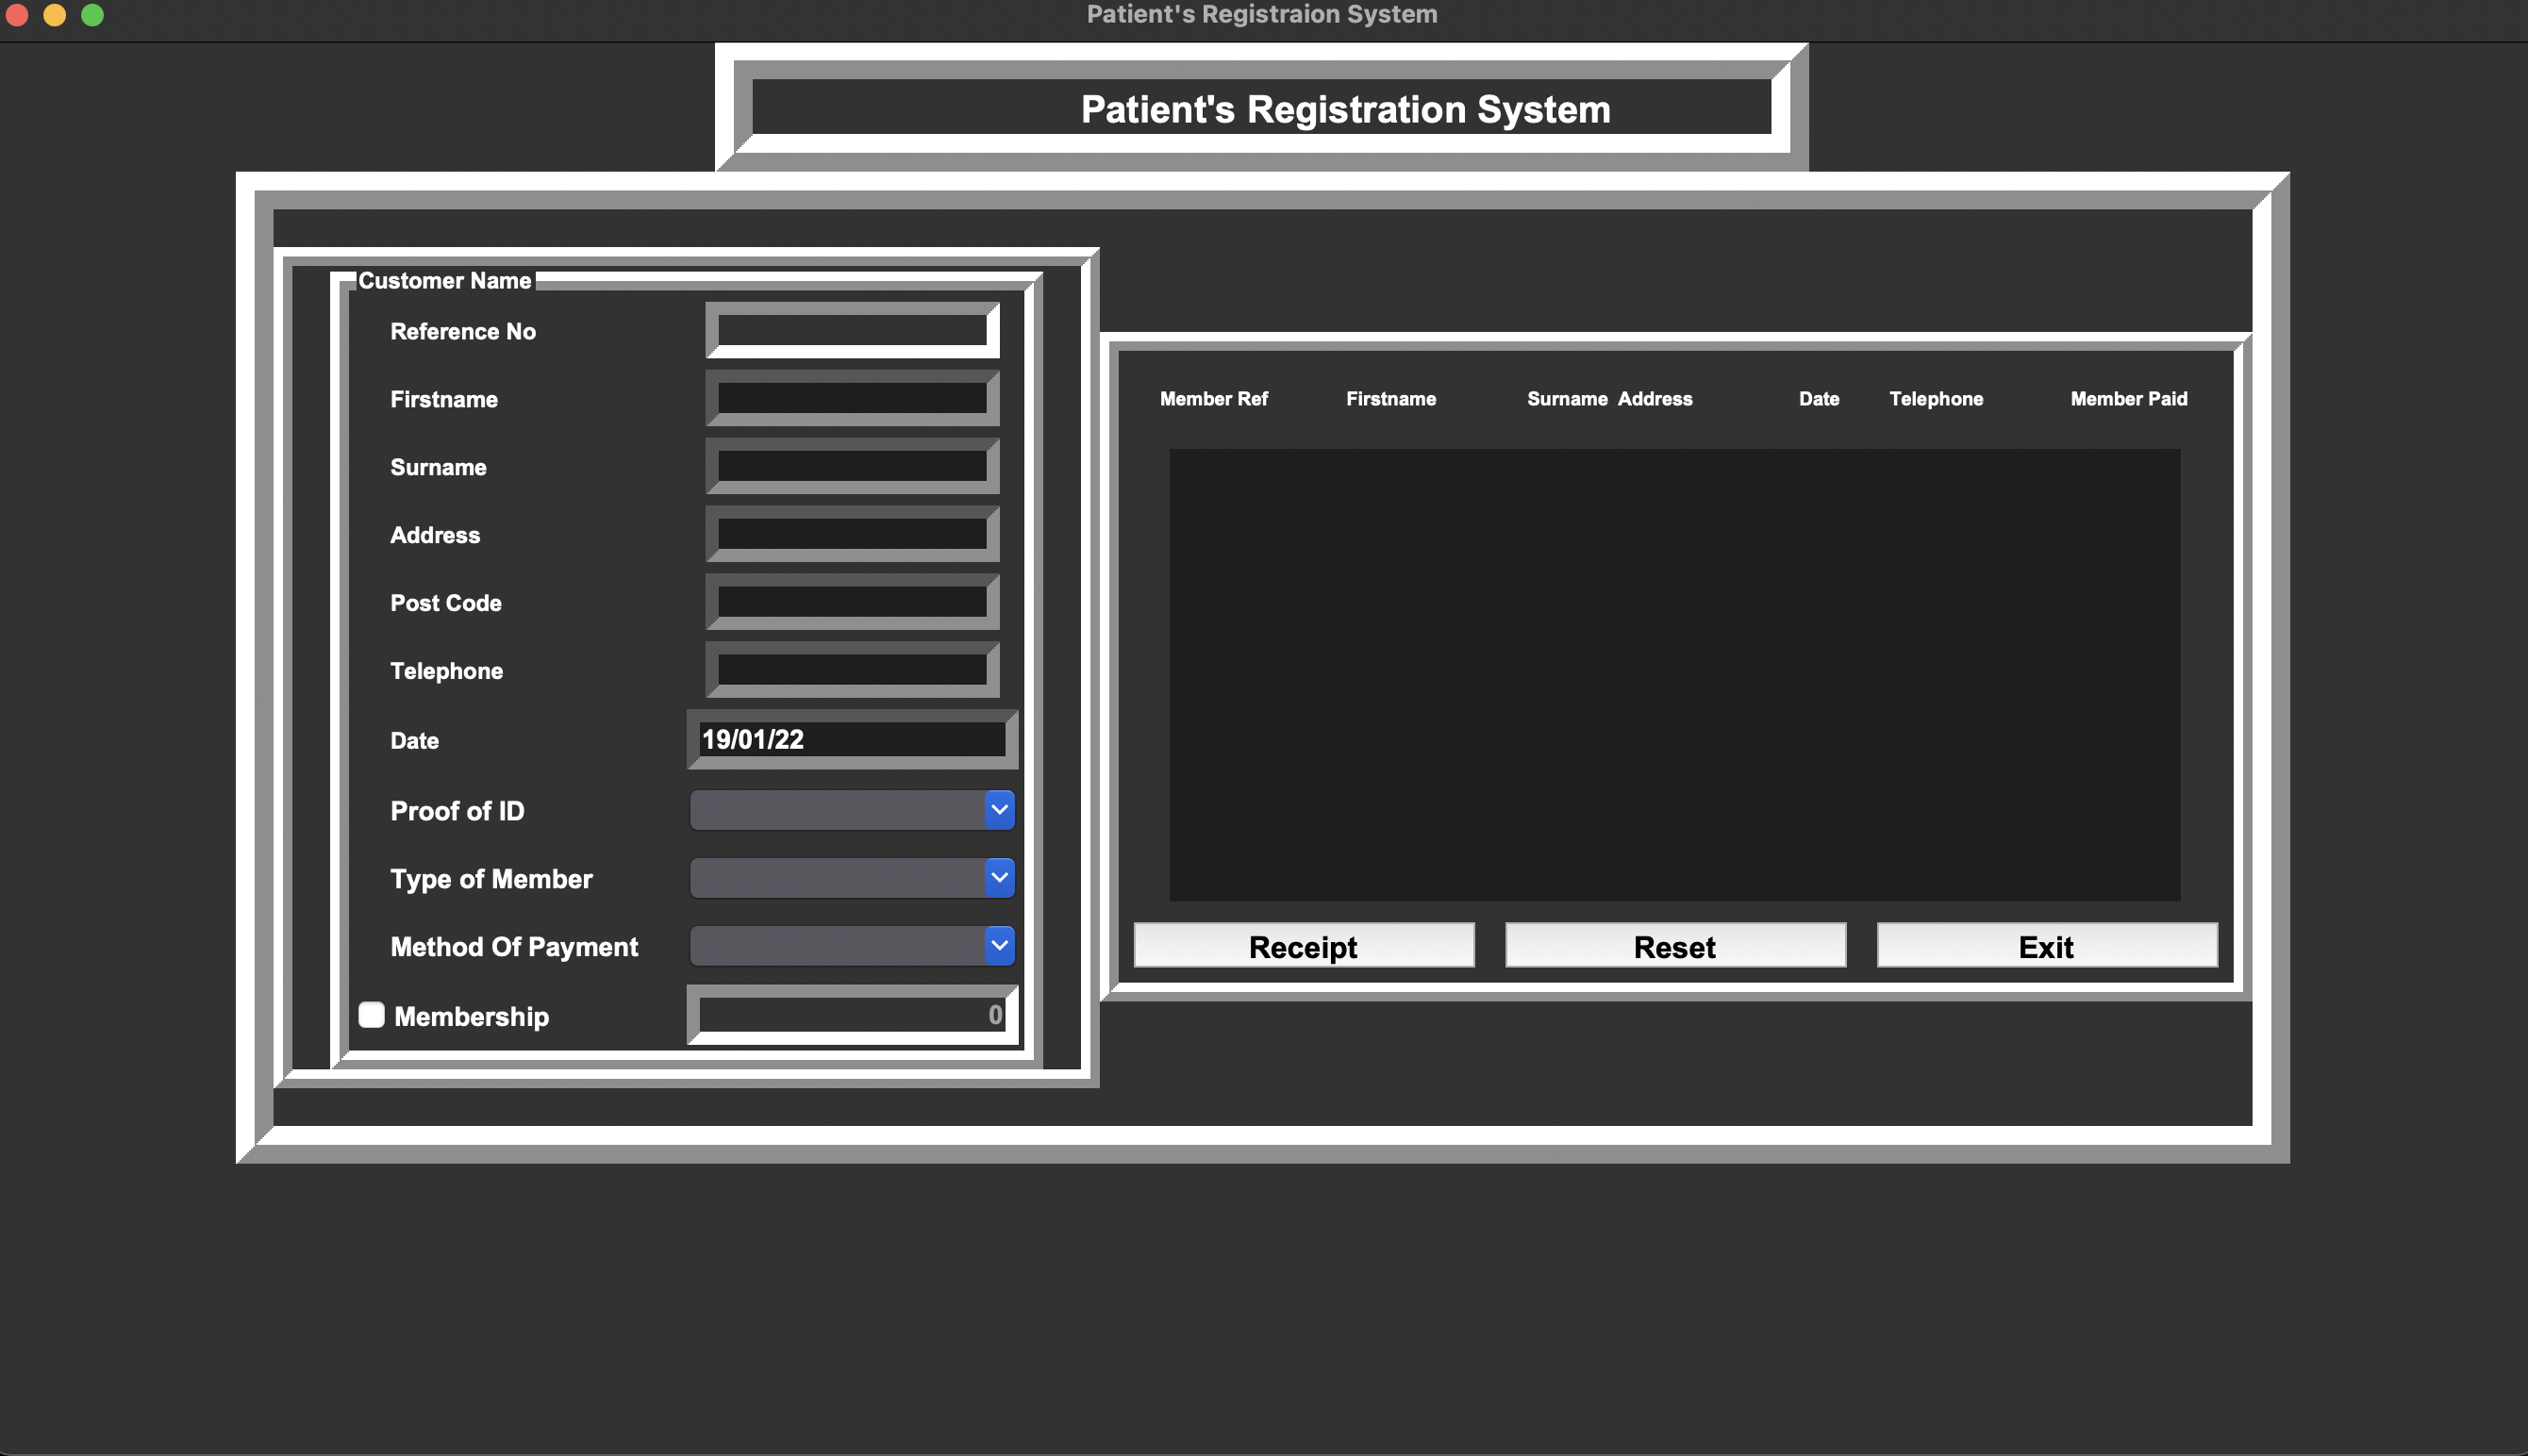 Patient's Registraion System
Patient's Registration System
Customer Name
Reference No
Firstname
Surname
Address
Post Code
Telephone
Date 19/01/22
Proof of ID
Type of Member
Method Of Payment
Membership 0
Member Ref Firstname Surname Address Date Telephone Member Paid
Receipt Reset Exit